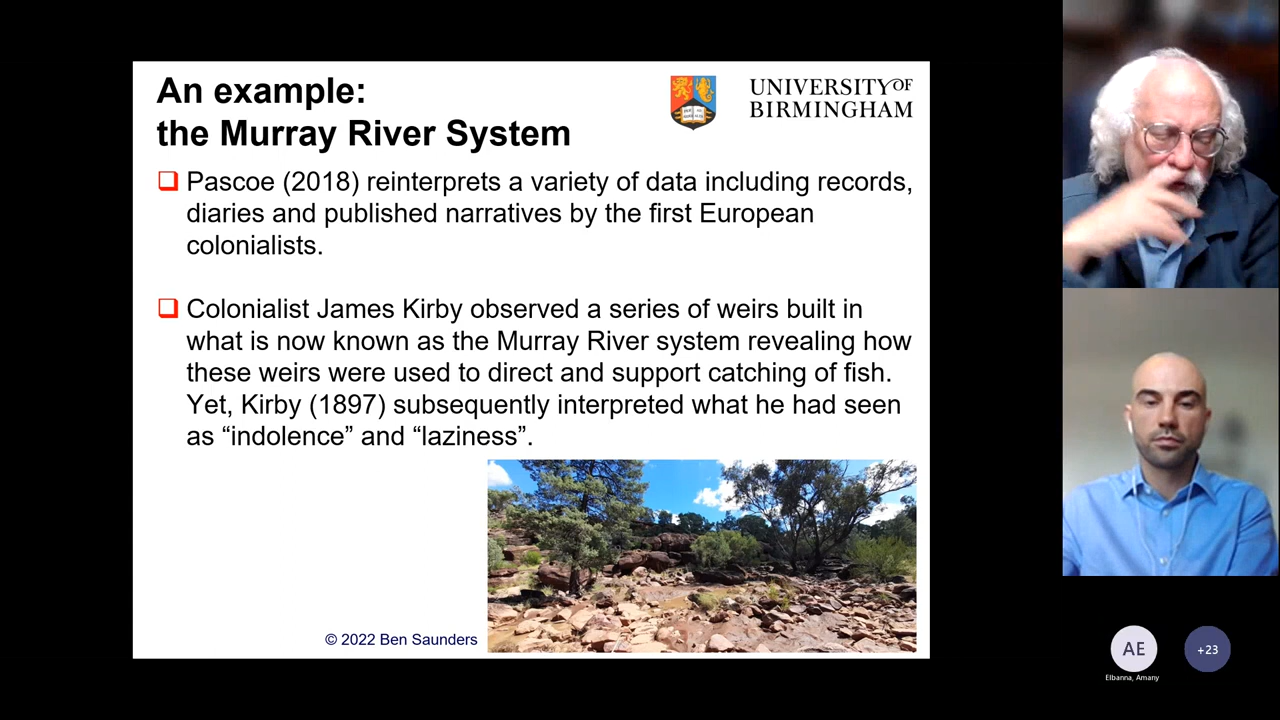 An example:
the Murray River System
UNIVERSITY OF
BIRMINGHAM
Pascoe (2018) reinterprets a variety of data including records,
diaries and published narratives by the first European
colonialists.
Colonialist James Kirby observed a series of weirs built in
what is now known as the Murray River system revealing how
these weirs were used to direct and support catching of fish.
Yet, Kirby (1897) subsequently interpreted what he had seen
as “indolence” and “laziness”.
© 2022 Ben Saunders
AE
+23
Elbanna, Amany